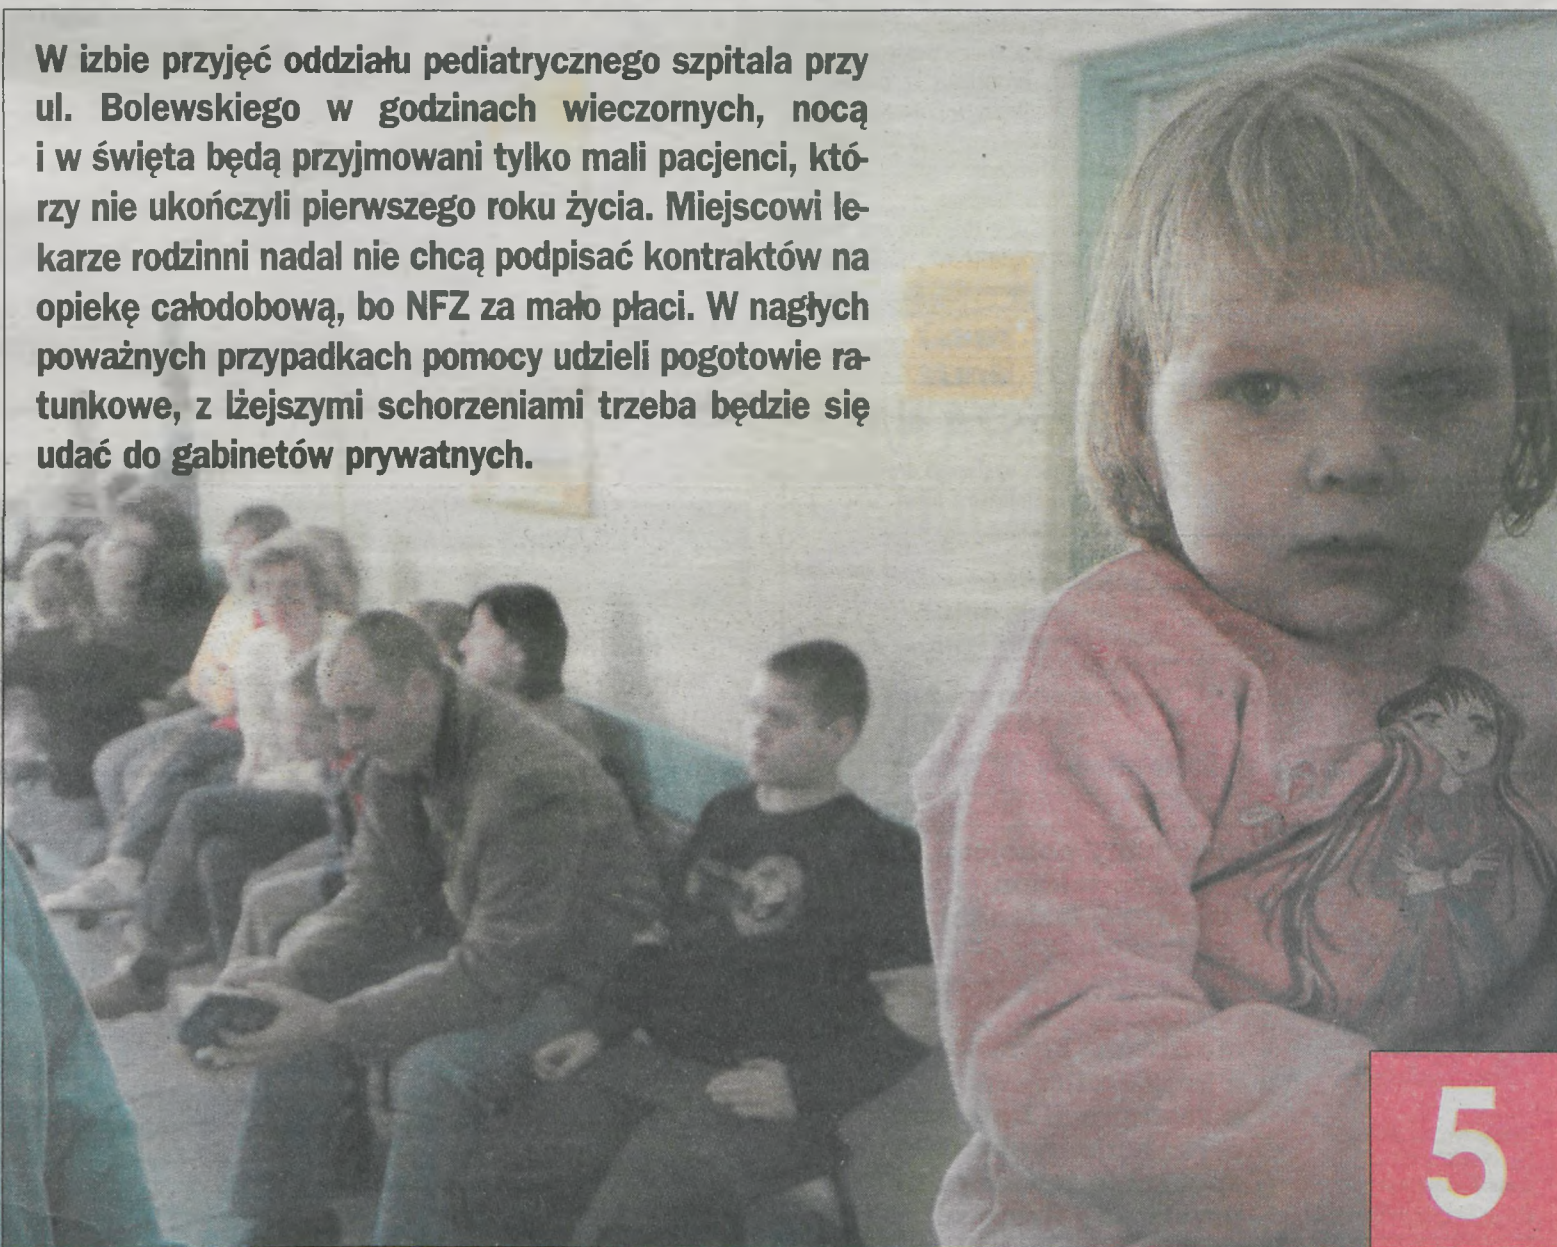 W izbie przyjęć oddziału pediatrycznego szpitala przy
ul. Bolewskiego w godzinach wieczornych, nocą
i w święta będą przyjmowani tylko mali pacjenci, któ-
rzy nie ukończyli pierwszego roku życia. Miejscowi le-
karze rodzinni nadal nie chcą podpisać kontraktów na
opiekę całodobową, bo NFZ za mało płaci. W nagłych
poważnych przypadkach pomocy udzieli pogotowie ra-
tunkowe, z lżejszymi schorzeniami trzeba będzie się
udać do gabinetów prywatnych.
5